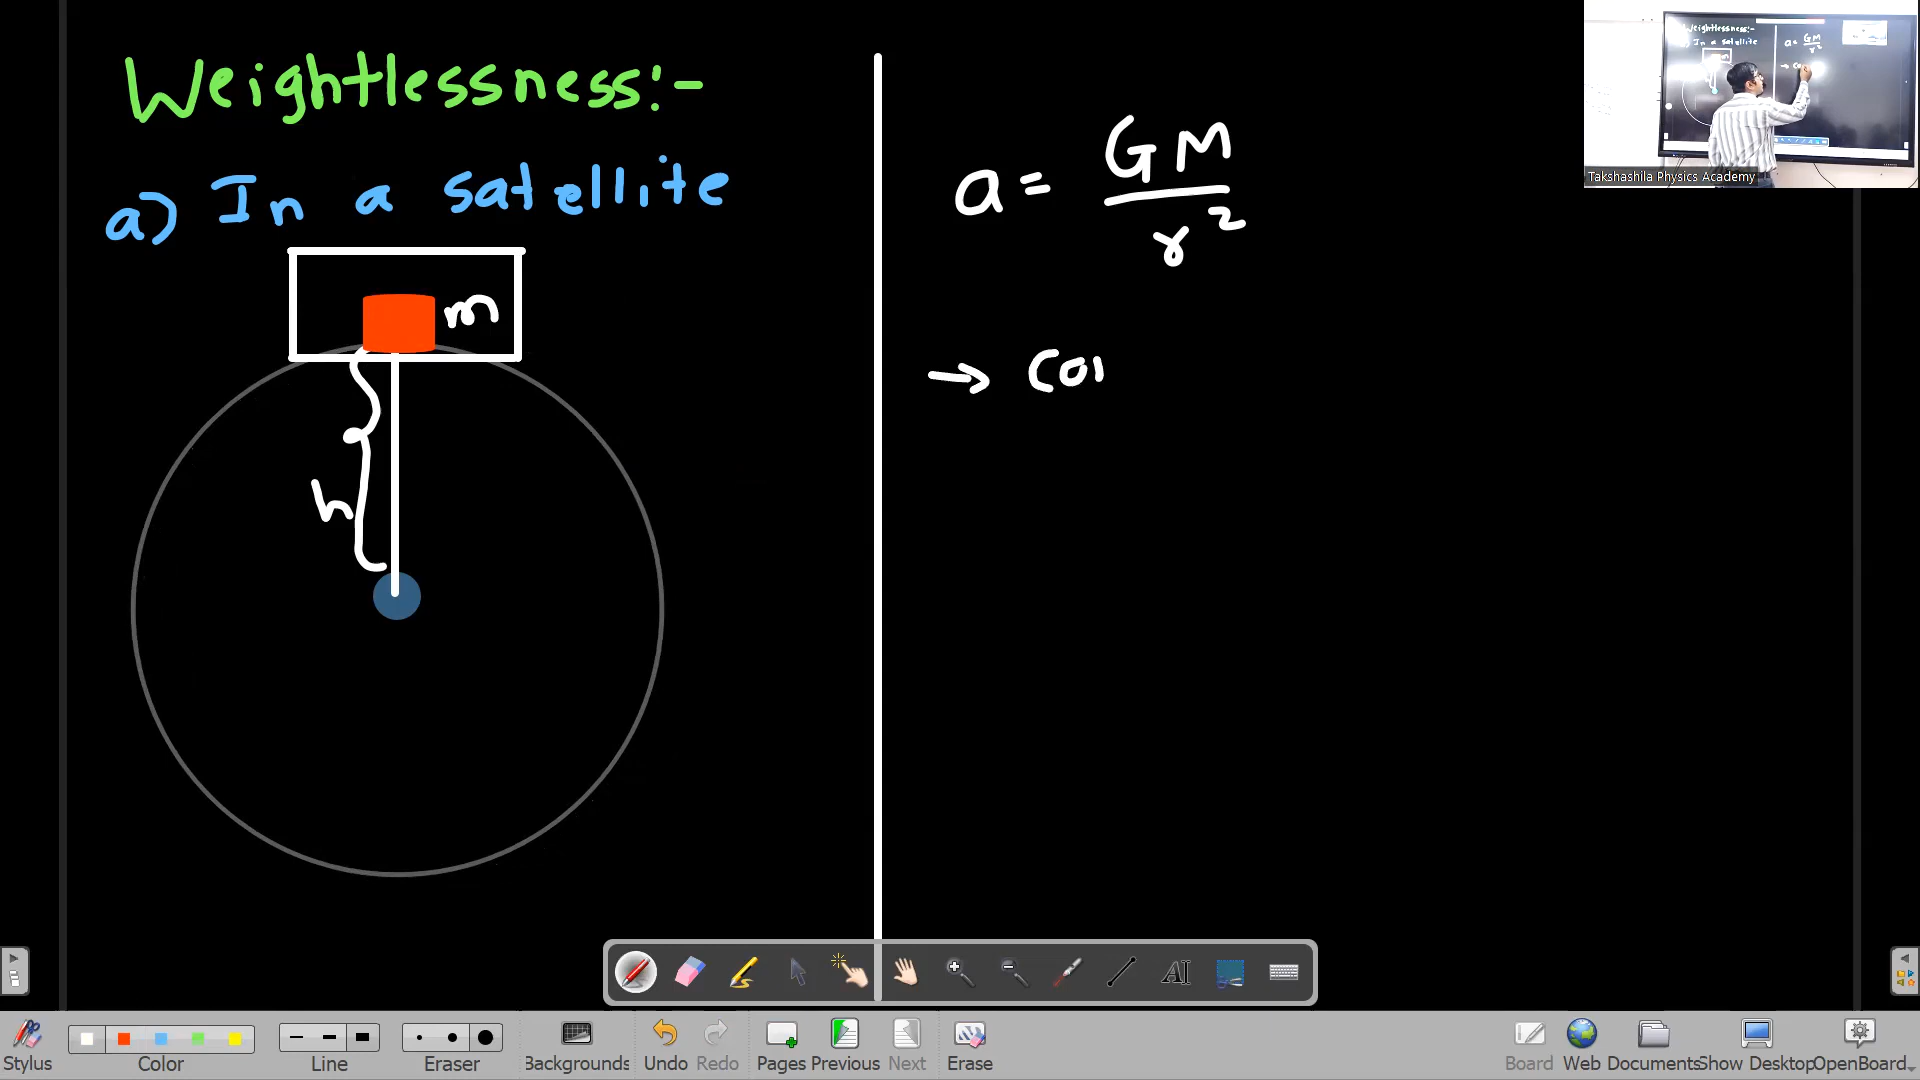 Weightlessness:-
a) In a satellite
m
h
a = GM
r²
→ Con
Takshashila Physics Academy
Stylus
Color
Line
Eraser
Backgrounds
Undo
Redo
Pages
Previous
Next
Erase
Board
Web
Documents
Show Desktop
OpenBoard